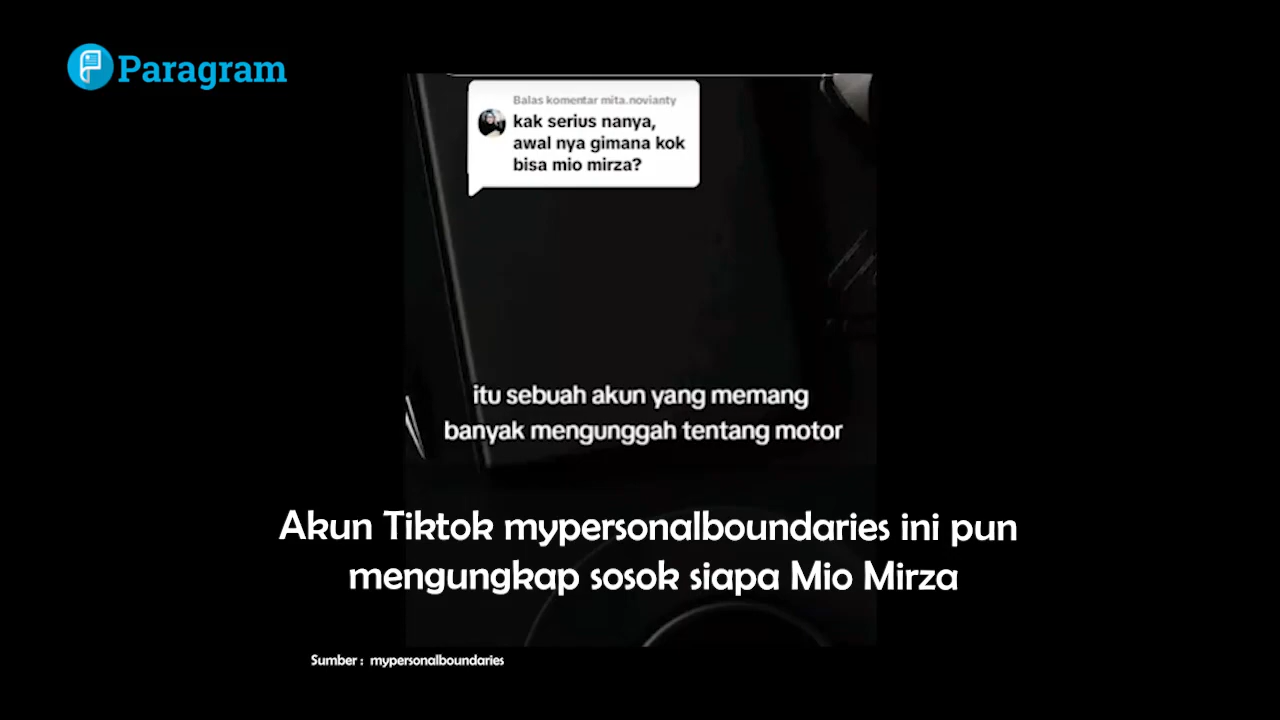 Paragram
Balas komentar mita.novianty
kak serius nanya,
awal nya gimana kok
bisa mio mirza?
itu sebuah akun yang memang
banyak mengunggah tentang motor
Akun Tiktok mypersonalboundaries ini pun
mengungkap sosok siapa Mio Mirza
Sumber : mypersonalboundaries